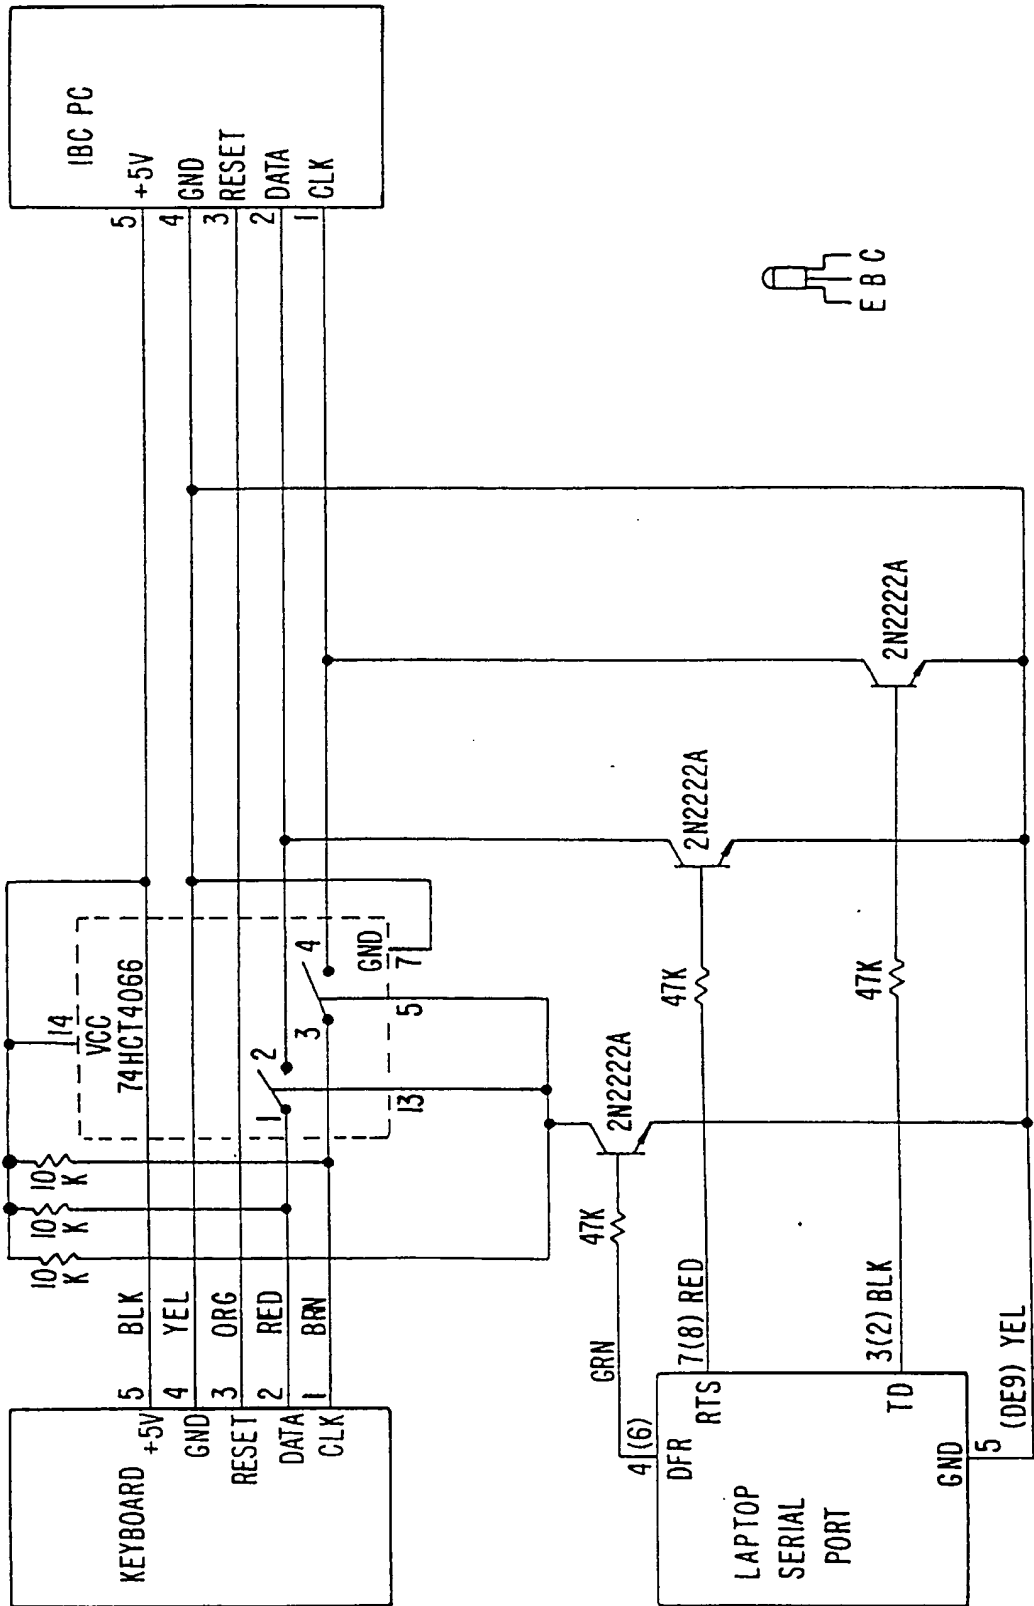 IBC PC
+5V
GND
RESET
DATA
CLK
5
4
3
2
1
E B C
2N2222A
2N2222A
2N2222A
47K
47K
47K
14
VCC
74HCT4066
1
2
3
4
GND
7
5
13
10
K
10
K
10
K
BLK
YEL
ORG
RED
BRN
5
4
3
2
1
KEYBOARD
+5V
GND
RESET
DATA
CLK
GRN
7(8) RED
3(2) BLK
(DE9) YEL
4 (6)
DFR
RTS
TD
GND
5
LAPTOP
SERIAL
PORT